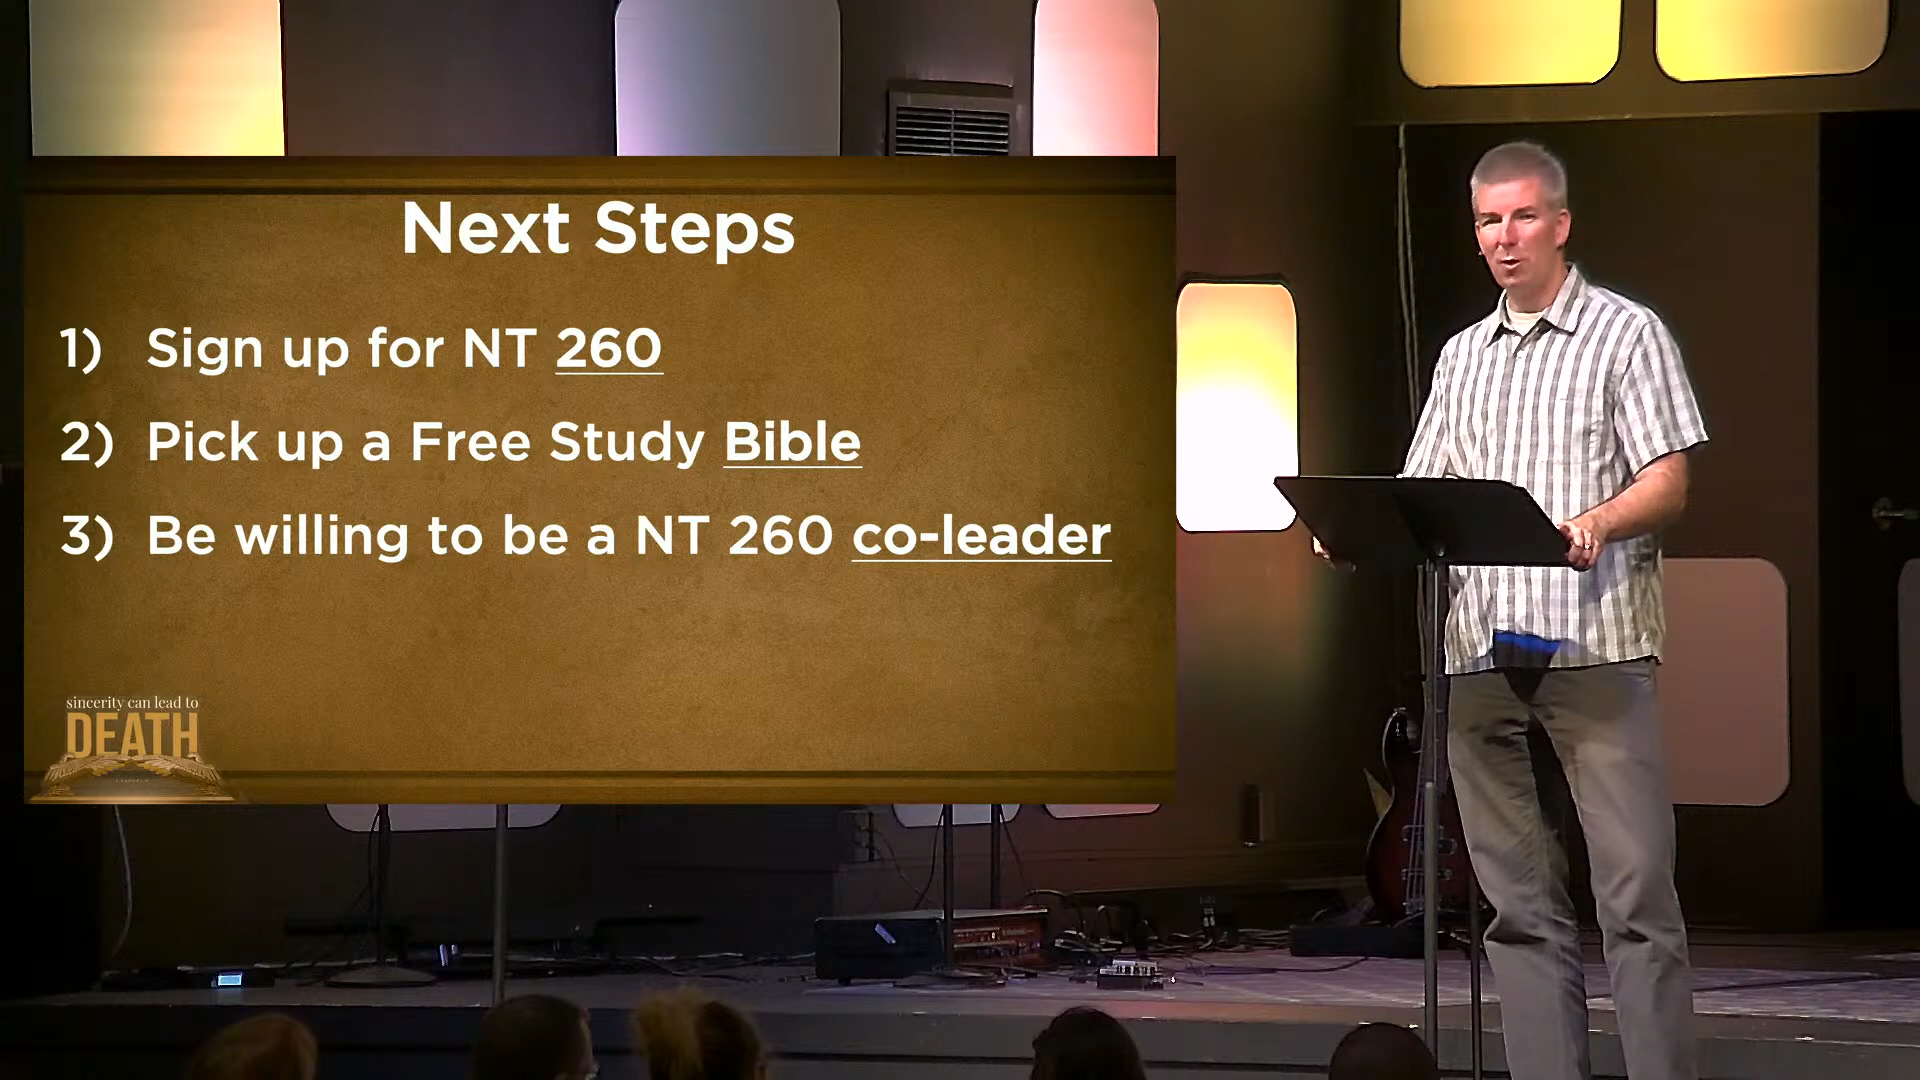 Next Steps
1) Sign up for NT 260
2) Pick up a Free Study Bible
3) Be willing to be a NT 260 co-leader
sincerity can lead to
DEATH